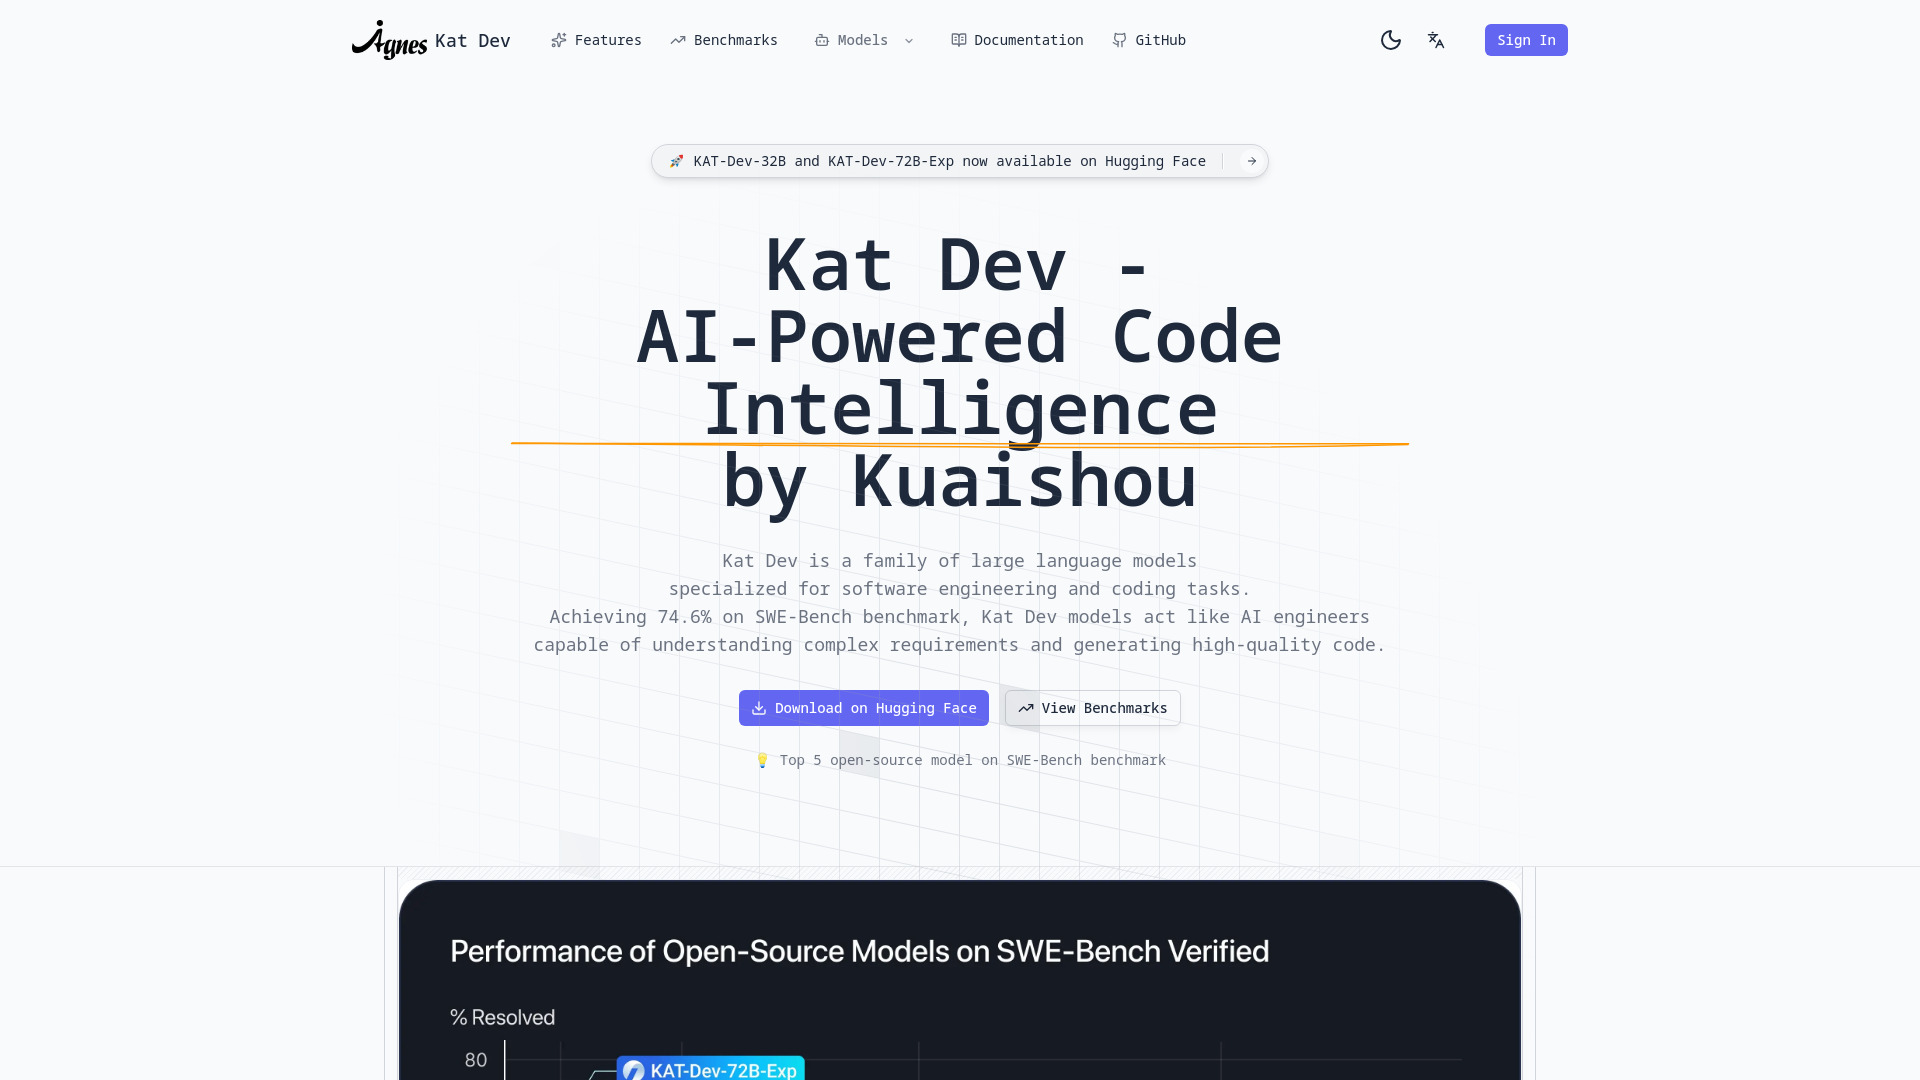 Agnes Kat Dev Features Benchmarks Models Documentation GitHub Sign In
🚀 KAT-Dev-32B and KAT-Dev-72B-Exp now available on Hugging Face
Kat Dev -
AI-Powered Code
Intelligence
by Kuaishou
Kat Dev is a family of large language models
specialized for software engineering and coding tasks.
Achieving 74.6% on SWE-Bench benchmark, Kat Dev models act like AI engineers
capable of understanding complex requirements and generating high-quality code.
Download on Hugging Face View Benchmarks
💡 Top 5 open-source model on SWE-Bench benchmark
Performance of Open-Source Models on SWE-Bench Verified
% Resolved
80
KAT-Dev-72B-Exp